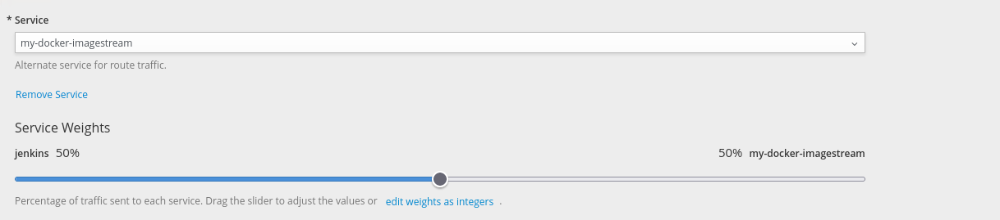 * Service
my-docker-imagestream
Alternate service for route traffic.
Remove Service
Service Weights
jenkins 50% 50% my-docker-imagestream
Percentage of traffic sent to each service. Drag the slider to adjust the values or edit weights as integers .